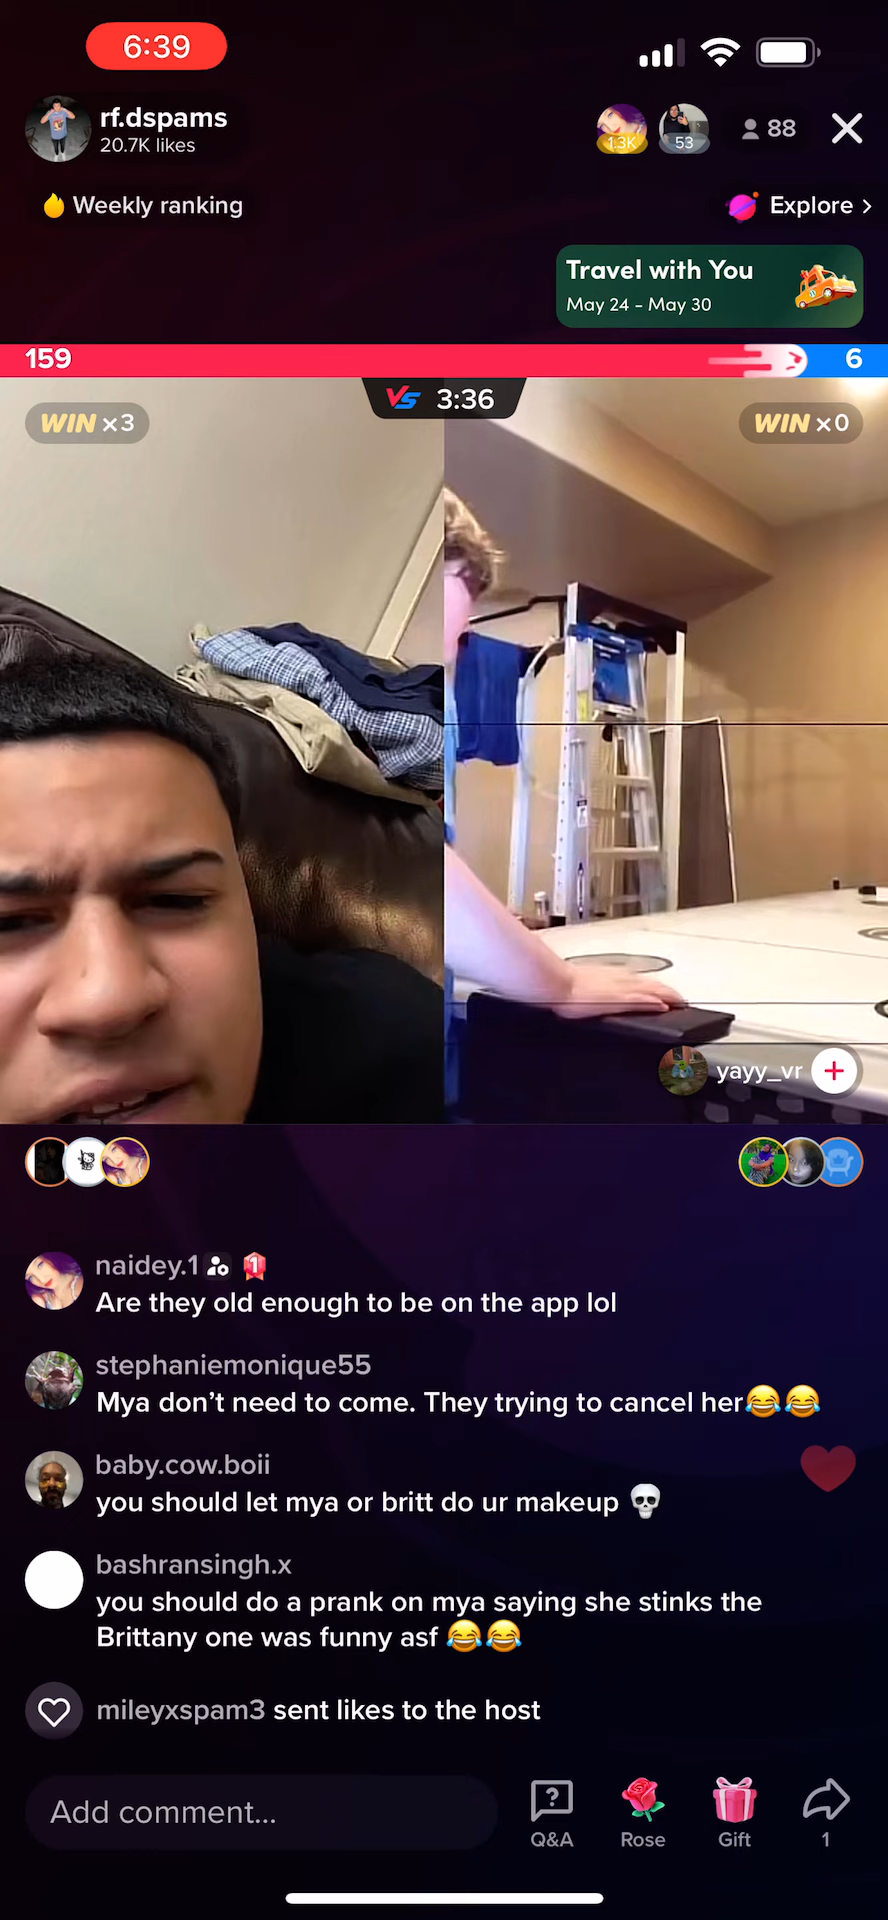 6:39
rf.dspams
20.7K likes
1.3K
53
88
Weekly ranking
Explore >
Travel with You
May 24 - May 30
159
6
VS 3:36
WIN x3
WIN x0
yayy_vr
naidey.1
1
Are they old enough to be on the app lol
stephaniemonique55
Mya don’t need to come. They trying to cancel her😂😂
baby.cow.boii
you should let mya or britt do ur makeup 💀
bashransingh.x
you should do a prank on mya saying she stinks the
Brittany one was funny asf 😂😂
mileyxspam3 sent likes to the host
Add comment...
Q&A
Rose
Gift
1